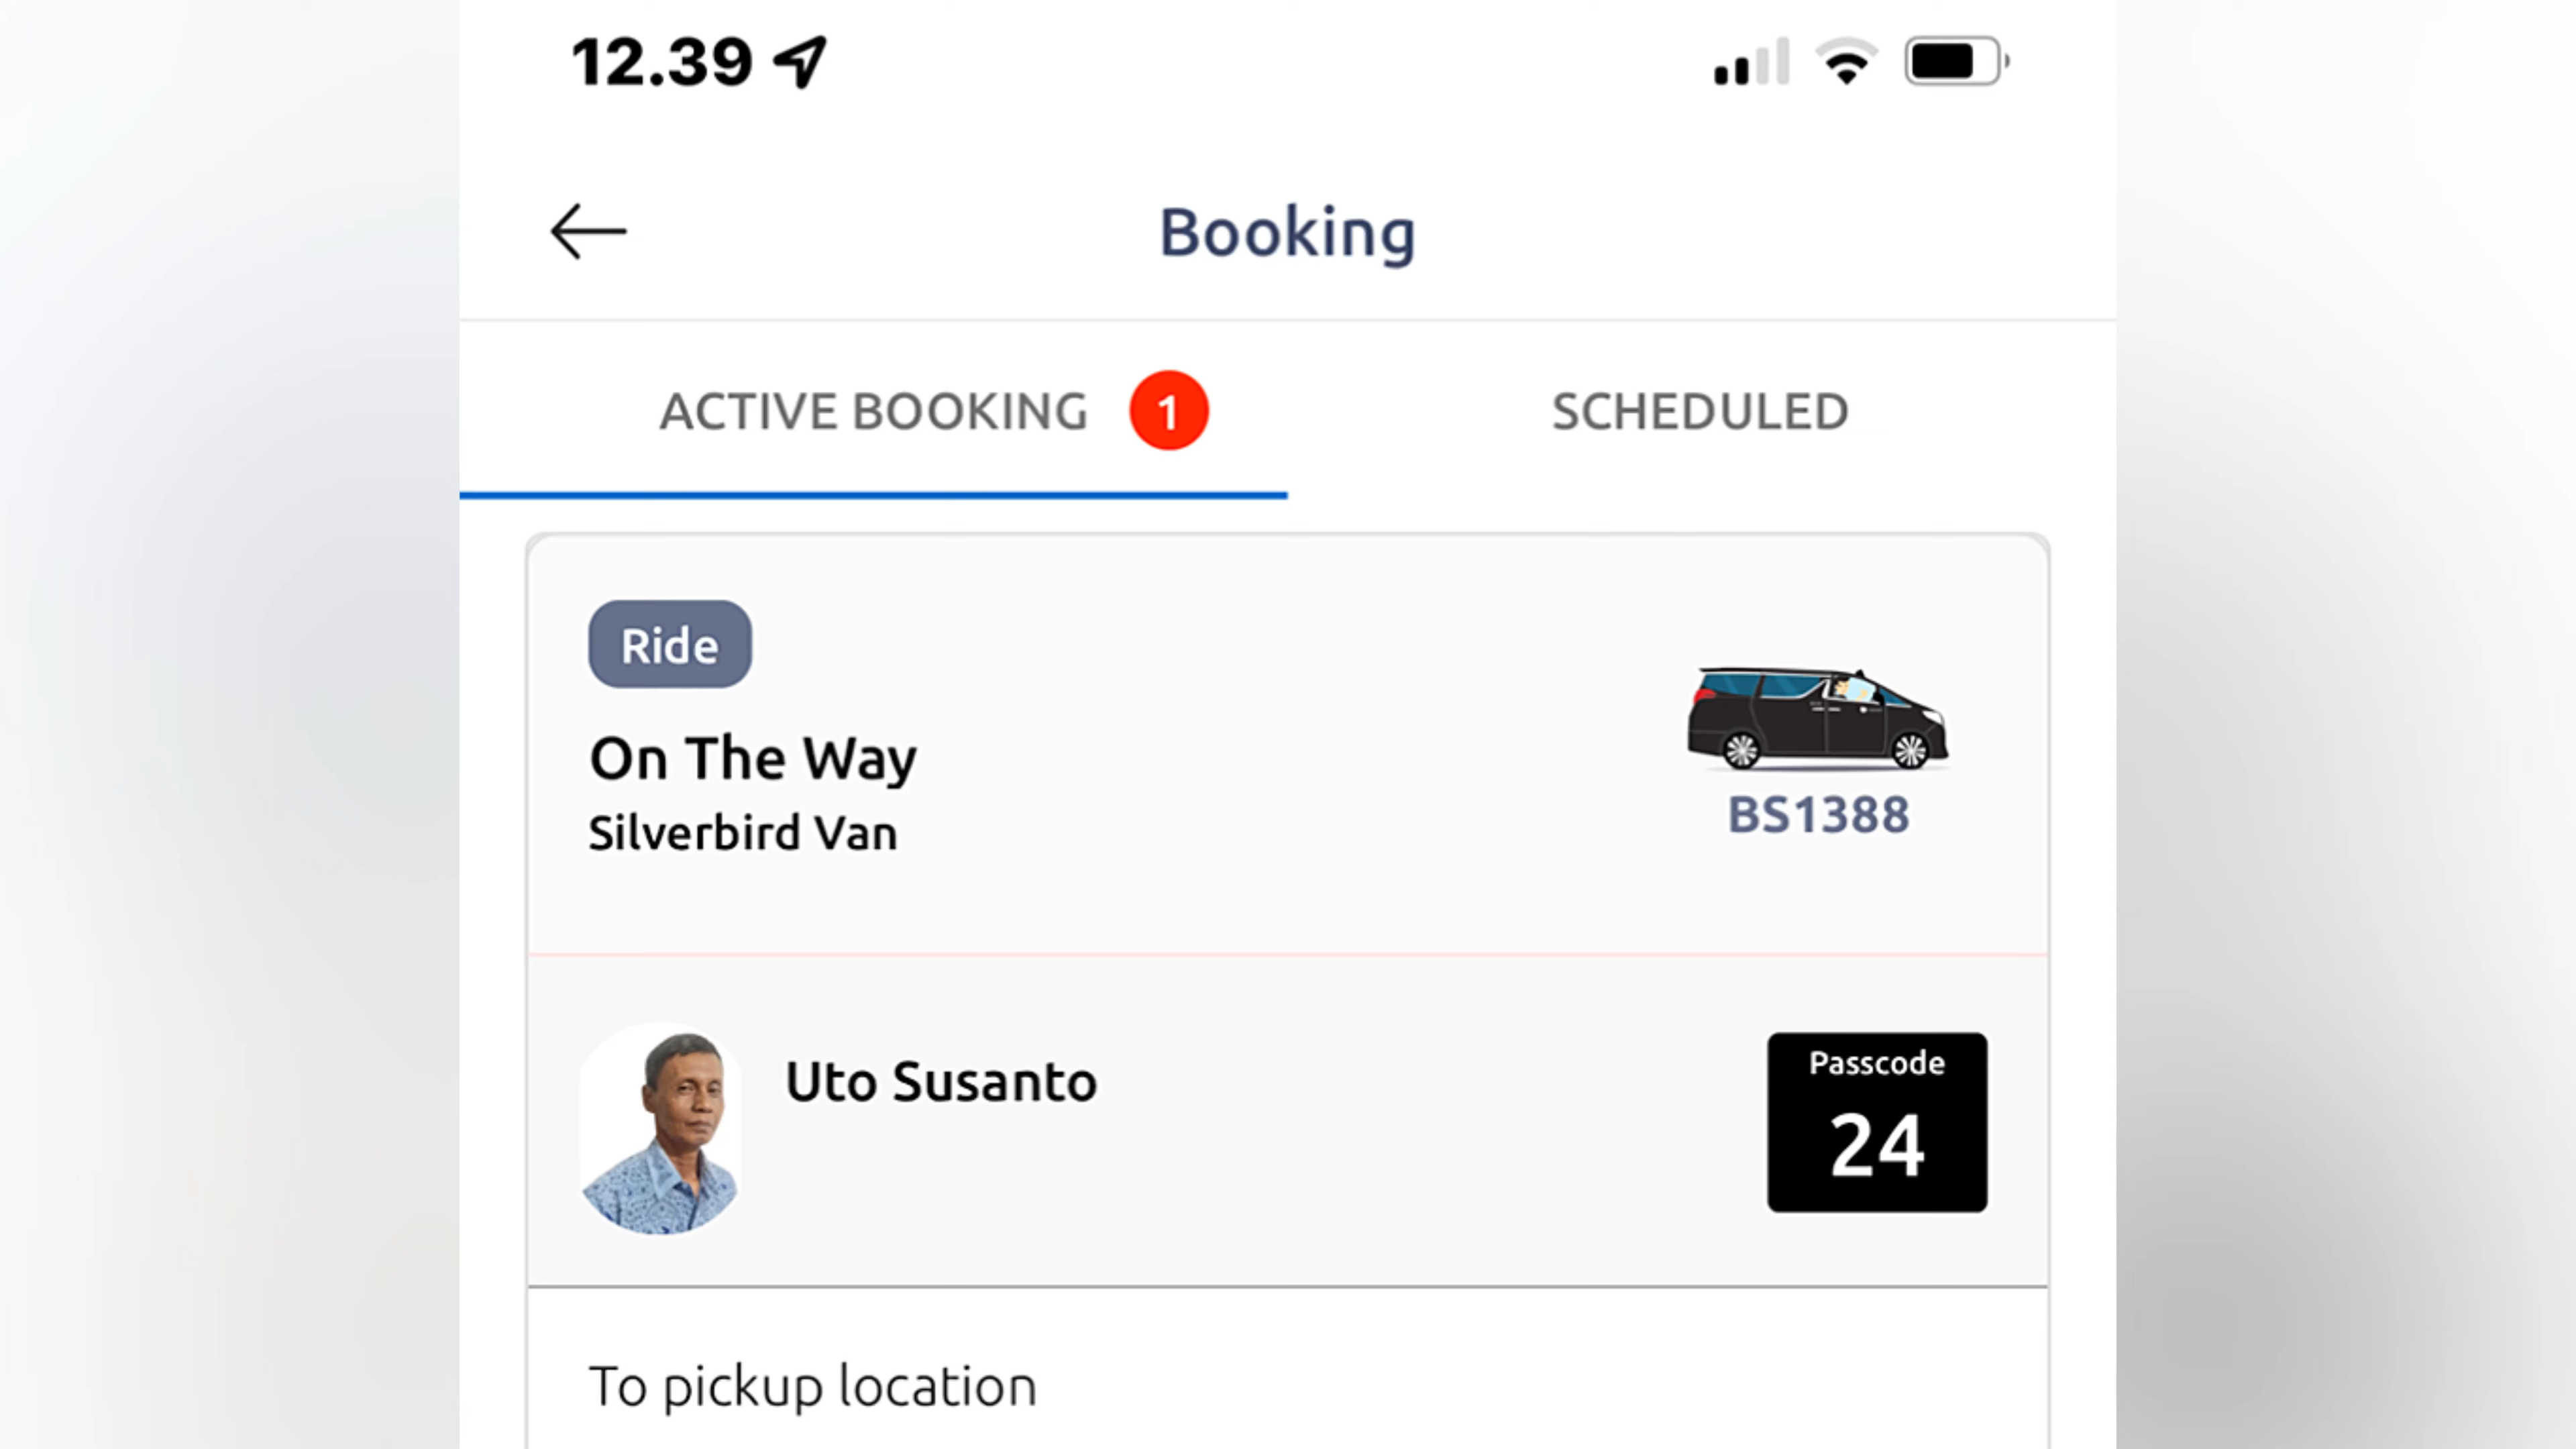 12.39
Booking
ACTIVE BOOKING 1
SCHEDULED
Ride
On The Way
Silverbird Van
BS1388
Uto Susanto
Passcode
24
To pickup location